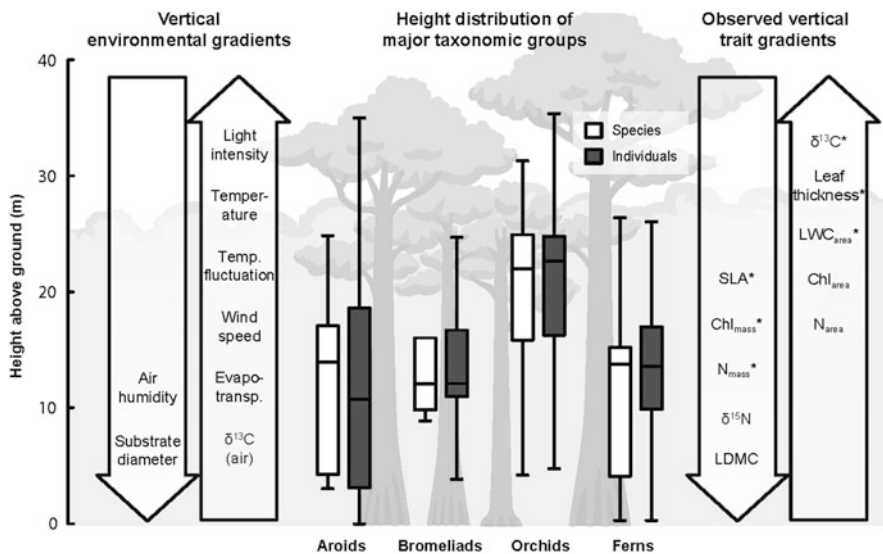 Vertical
environmental gradients
Height distribution of
major taxonomic groups
Observed vertical
trait gradients
Height above ground (m)
40
30
20
10
0
Air
humidity
Substrate
diameter
Light
intensity
Temper-
ature
Temp.
fluctuation
Wind
speed
Evapo-
transp.
δ¹³C
(air)
Species
Individuals
Aroids
Bromeliads
Orchids
Ferns
SLA*
Chlmass*
Nmass*
δ¹⁵N
LDMC
δ¹³C*
Leaf
thickness*
LWCarea*
Chlarea
Narea